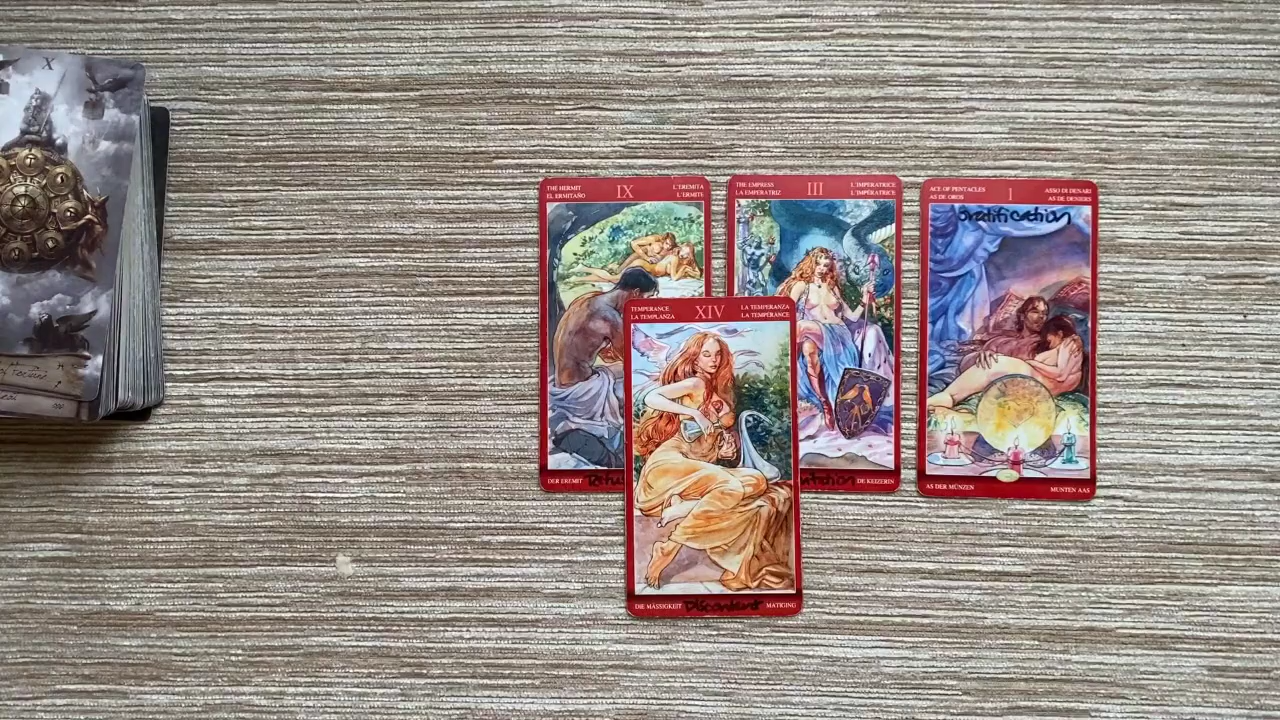 X
THE HERMIT
EL ERMITAÑO
IX
L'EREMITA
L'ERMITE
DER EREMIT
THE EMPRESS
LA EMPERATRIZ
III
L'IMPERATRICE
L'IMPÉRATRICE
DE KEIZERIN
ACE OF PENTACLES
AS DE OROS
1
ASSO DI DENARI
AS DE DENIERS
Gratification
AS DER MÜNZEN
MUNTEN AAS
TEMPERANCE
LA TEMPLANZA
XIV
LA TEMPERANZA
LA TEMPÉRANCE
DIE MÄSSIGKEIT
Discontent
MATIGING